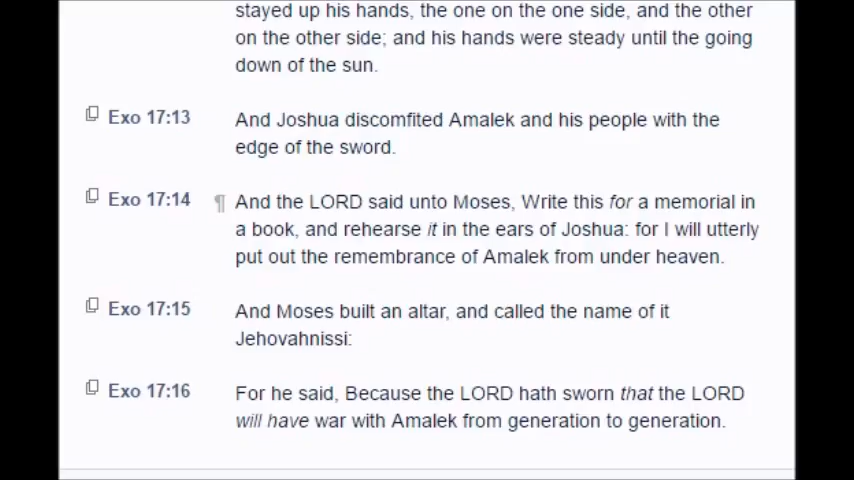 stayed up his hands, the one on the one side, and the other
on the other side; and his hands were steady until the going
down of the sun.
Exo 17:13 And Joshua discomfited Amalek and his people with the
edge of the sword.
Exo 17:14 ¶ And the LORD said unto Moses, Write this for a memorial in
a book, and rehearse it in the ears of Joshua: for I will utterly
put out the remembrance of Amalek from under heaven.
Exo 17:15 And Moses built an altar, and called the name of it
Jehovahnissi:
Exo 17:16 For he said, Because the LORD hath sworn that the LORD
will have war with Amalek from generation to generation.